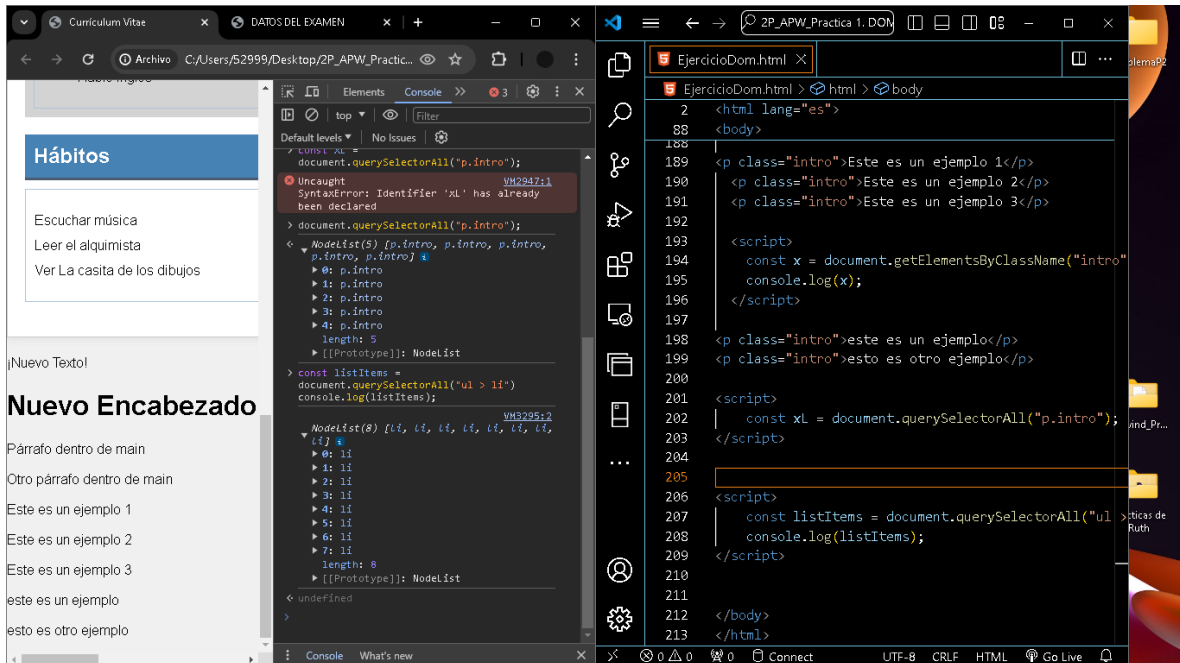 Currículum Vitae
DATOS DEL EXAMEN
Archivo C:/Users/52999/Desktop/2P_APW_Practic...
Hábitos
Escuchar música
Leer el alquimista
Ver La casita de los dibujos
¡Nuevo Texto!
Nuevo Encabezado
Párrafo dentro de main
Otro párrafo dentro de main
Este es un ejemplo 1
Este es un ejemplo 2
Este es un ejemplo 3
este es un ejemplo
esto es otro ejemplo
Elements Console 3
top Filter
Default levels No Issues
> const xL =
document.querySelectorAll("p.intro");
Uncaught VM2947:1
SyntaxError: Identifier 'xL' has already
been declared
> document.querySelectorAll("p.intro");
NodeList(5) [p.intro, p.intro, p.intro,
p.intro, p.intro] i
0: p.intro
1: p.intro
2: p.intro
3: p.intro
4: p.intro
length: 5
[[Prototype]]: NodeList
> const listItems =
document.querySelectorAll("ul > li")
console.log(listItems);
VM3295:2
NodeList(8) [li, li, li, li, li, li, li,
li] i
0: li
1: li
2: li
3: li
4: li
5: li
6: li
7: li
length: 8
[[Prototype]]: NodeList
undefined
>
Console What's new
2P_APW_Practica 1. DOM
EjercicioDom.html
EjercicioDom.html > html > body
2 <html lang="es">
88 <body>
188
189 <p class="intro">Este es un ejemplo 1</p>
190 <p class="intro">Este es un ejemplo 2</p>
191 <p class="intro">Este es un ejemplo 3</p>
192
193 <script>
194 const x = document.getElementsByClassName("intro"
195 console.log(x);
196 </script>
197
198 <p class="intro">este es un ejemplo</p>
199 <p class="intro">esto es otro ejemplo</p>
200
201 <script>
202 const xL = document.querySelectorAll("p.intro");
203 </script>
204
205
206 <script>
207 const listItems = document.querySelectorAll("ul >
208 console.log(listItems);
209 </script>
210
211
212 </body>
213 </html>
0 0 0 Connect UTF-8 CRLF HTML Go Live
blemaP2
vind_Pr...
cticas de
Ruth